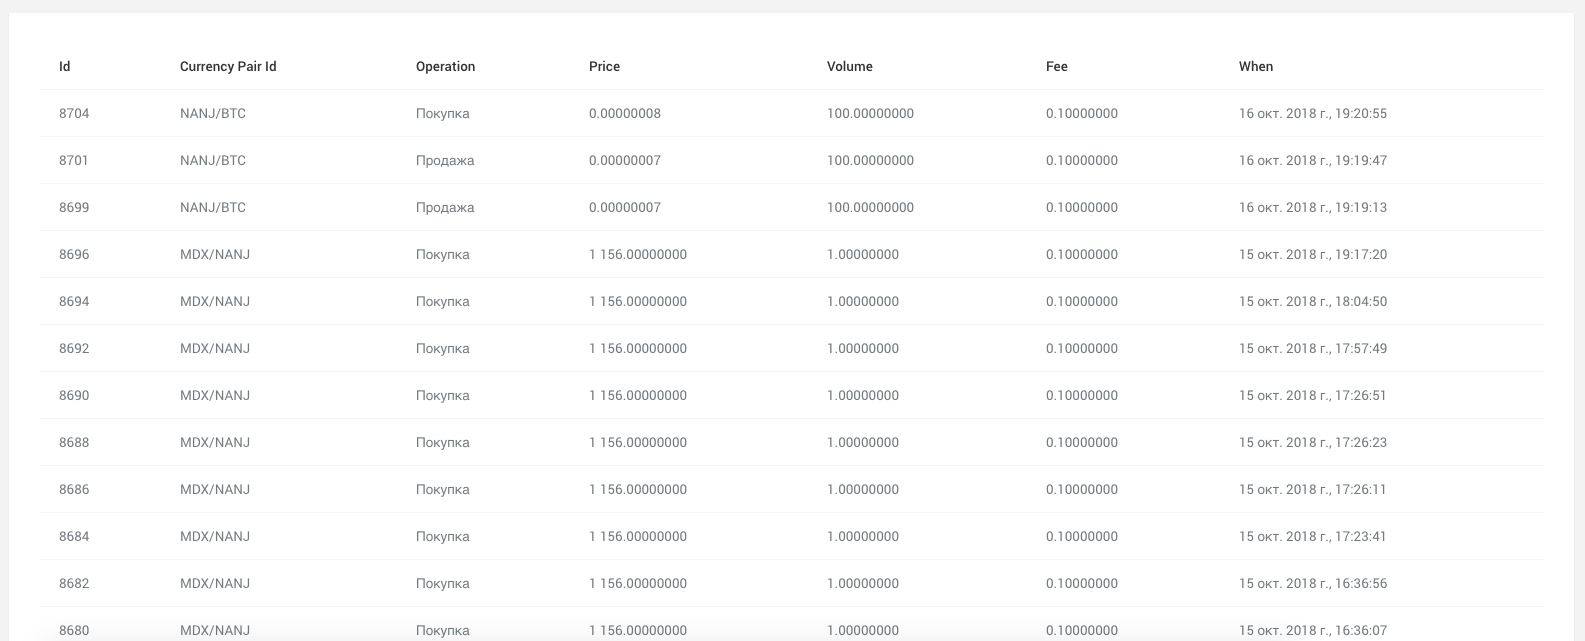 Id Currency Pair Id Operation Price Volume Fee When
8704 NANJ/BTC Покупка 0.00000008 100.00000000 0.10000000 16 окт. 2018 г., 19:20:55
8701 NANJ/BTC Продажа 0.00000007 100.00000000 0.10000000 16 окт. 2018 г., 19:19:47
8699 NANJ/BTC Продажа 0.00000007 100.00000000 0.10000000 16 окт. 2018 г., 19:19:13
8696 MDX/NANJ Покупка 1 156.00000000 1.00000000 0.10000000 15 окт. 2018 г., 19:17:20
8694 MDX/NANJ Покупка 1 156.00000000 1.00000000 0.10000000 15 окт. 2018 г., 18:04:50
8692 MDX/NANJ Покупка 1 156.00000000 1.00000000 0.10000000 15 окт. 2018 г., 17:57:49
8690 MDX/NANJ Покупка 1 156.00000000 1.00000000 0.10000000 15 окт. 2018 г., 17:26:51
8688 MDX/NANJ Покупка 1 156.00000000 1.00000000 0.10000000 15 окт. 2018 г., 17:26:23
8686 MDX/NANJ Покупка 1 156.00000000 1.00000000 0.10000000 15 окт. 2018 г., 17:26:11
8684 MDX/NANJ Покупка 1 156.00000000 1.00000000 0.10000000 15 окт. 2018 г., 17:23:41
8682 MDX/NANJ Покупка 1 156.00000000 1.00000000 0.10000000 15 окт. 2018 г., 16:36:56
8680 MDX/NANJ Покупка 1 156.00000000 1.00000000 0.10000000 15 окт. 2018 г., 16:36:07